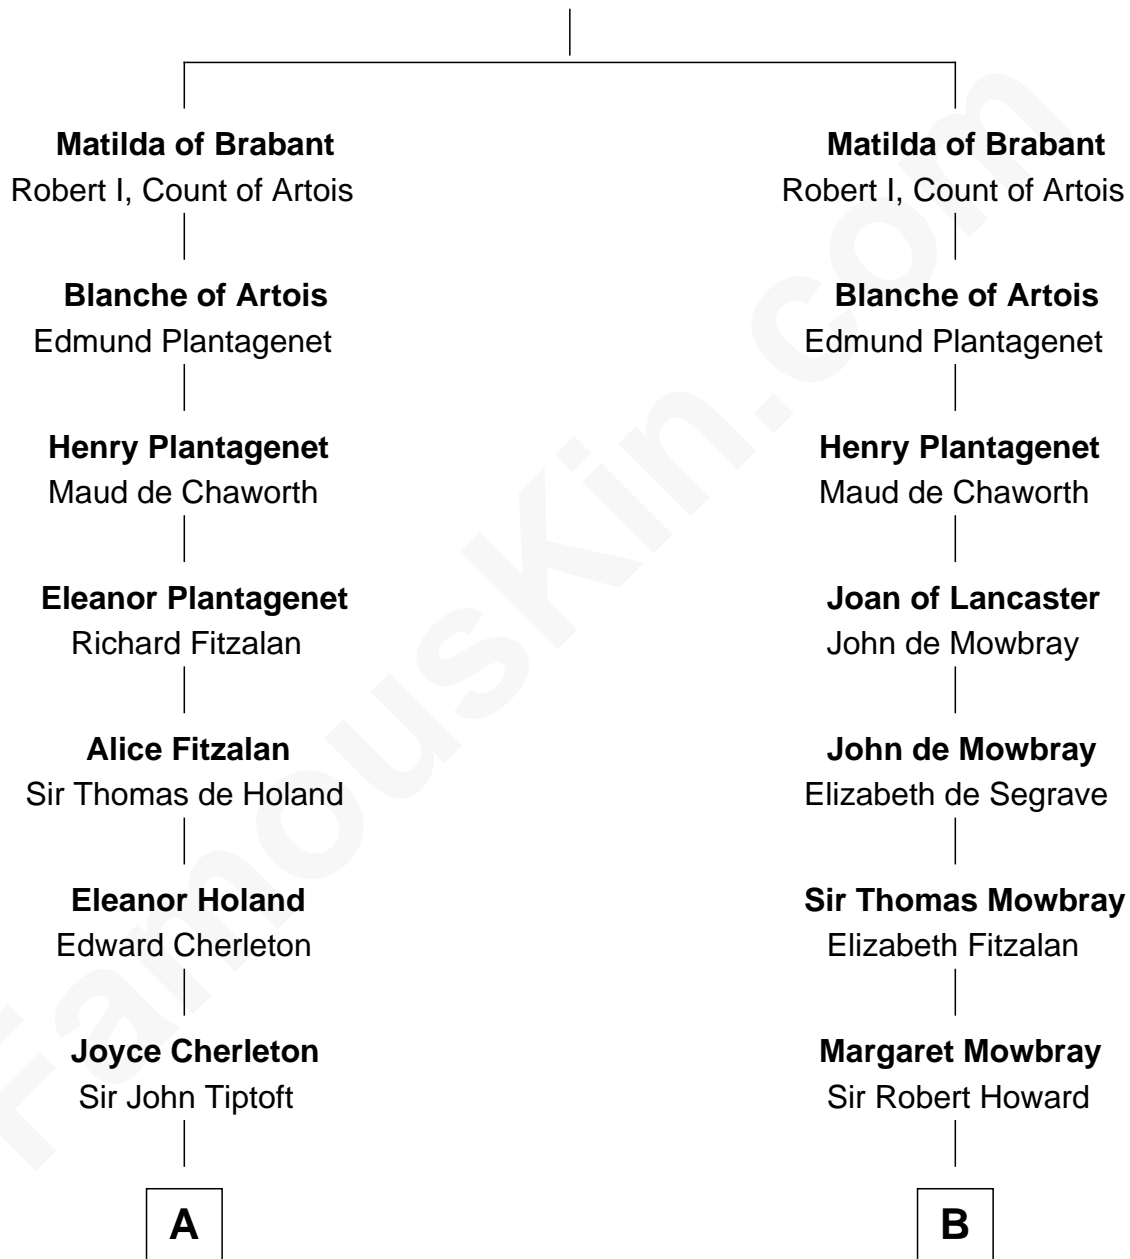 Matilda of Brabant
Robert I, Count of Artois
Blanche of Artois
Edmund Plantagenet
Henry Plantagenet
Maud de Chaworth
Eleanor Plantagenet
Richard Fitzalan
Alice Fitzalan
Sir Thomas de Holand
Eleanor Holand
Edward Cherleton
Joyce Cherleton
Sir John Tiptoft
A
Matilda of Brabant
Robert I, Count of Artois
Blanche of Artois
Edmund Plantagenet
Henry Plantagenet
Maud de Chaworth
Joan of Lancaster
John de Mowbray
John de Mowbray
Elizabeth de Segrave
Sir Thomas Mowbray
Elizabeth Fitzalan
Margaret Mowbray
Sir Robert Howard
B
FamousKin.com